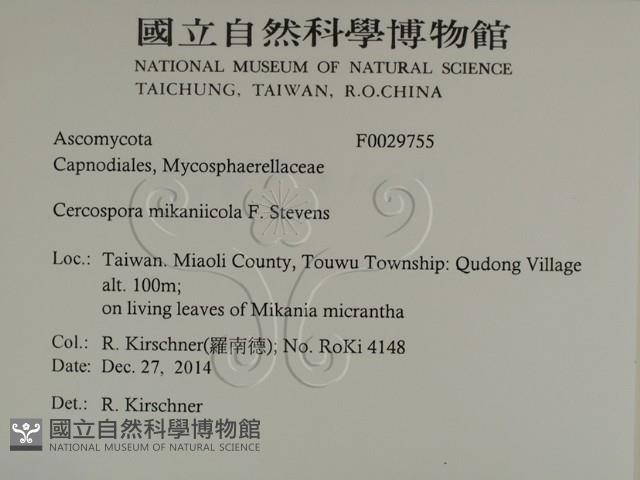 國立自然科學博物館
NATIONAL MUSEUM OF NATURAL SCIENCE
TAICHUNG, TAIWAN, R.O.CHINA
Ascomycota F0029755
Capnodiales, Mycosphaerellaceae
Cercospora mikaniicola F. Stevens
Loc.: Taiwan. Miaoli County, Touwu Township: Qudong Village
alt. 100m;
on living leaves of Mikania micrantha
Col.: R. Kirschner(羅南德); No. RoKi 4148
Date: Dec. 27, 2014
Det.: R. Kirschner
國立自然科學博物館
NATIONAL MUSEUM OF NATURAL SCIENCE